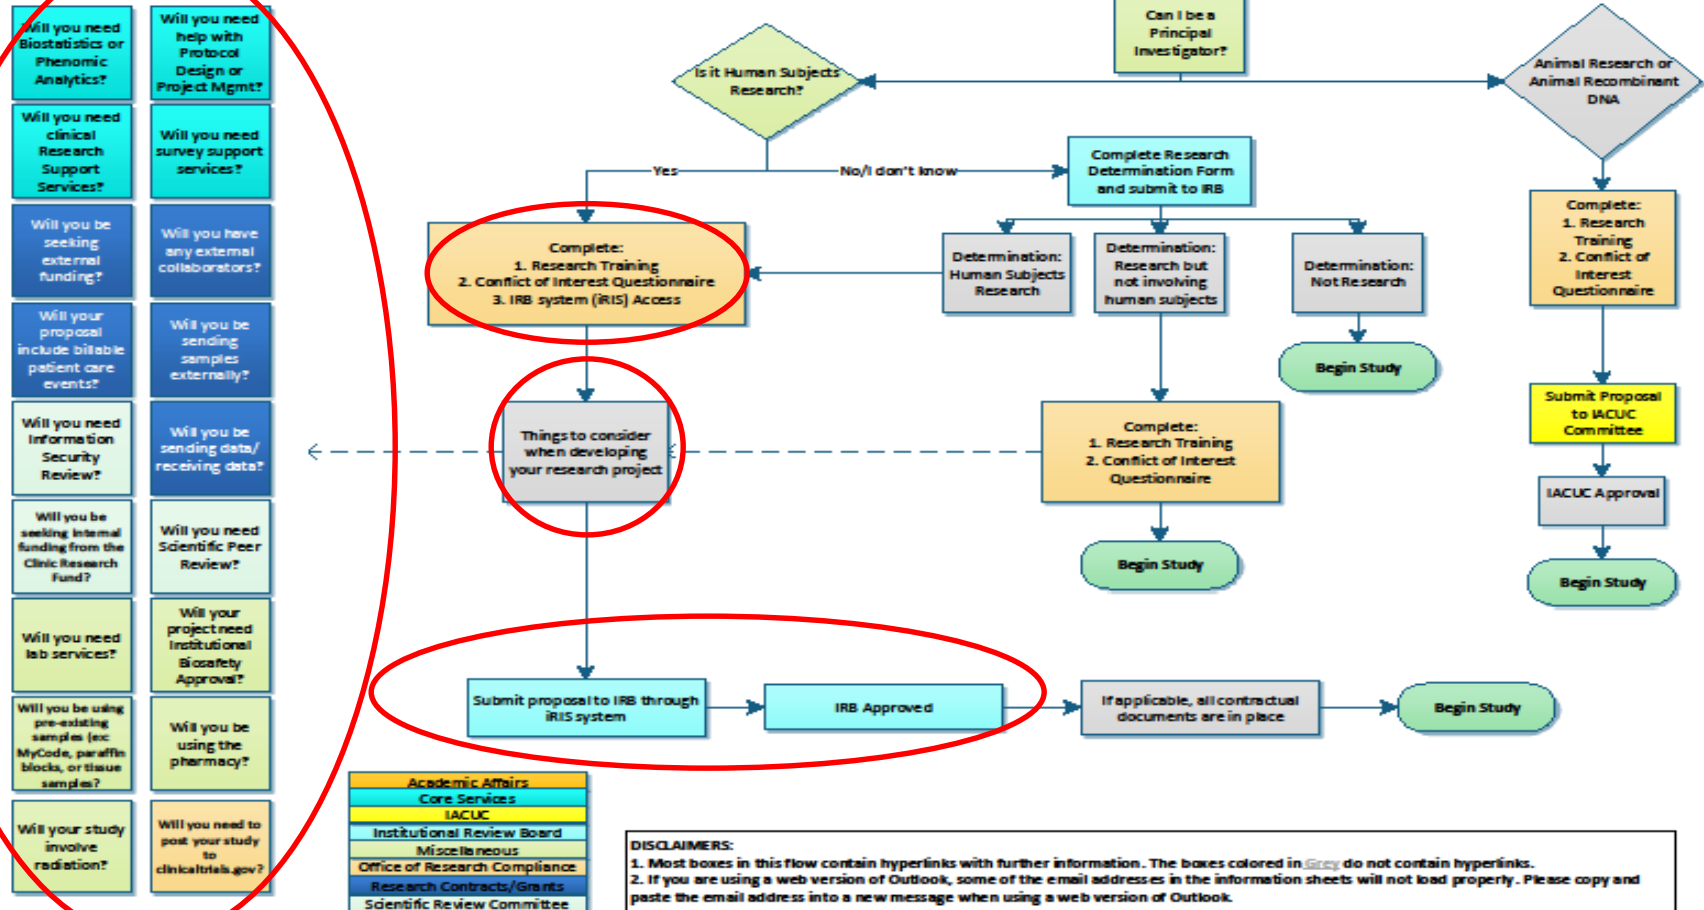 Will you need
Biostatistics or
Phenomic
Analytics?
Will you need
help with
Protocol
Design or
Project Mgmt?
Will you need
clinical
Research
Support
Services?
Will you need
survey support
services?
Will you be
seeking
external
funding?
Will you have
any external
collaborators?
Will your
proposal
include billable
patient care
events?
Will you be
sending
samples
externally?
Will you need
Information
Security
Review?
Will you be
sending data/
receiving data?
Will you be
seeking internal
funding from the
Clinic Research
Fund?
Will you need
Scientific Peer
Review?
Will you need
lab services?
Will your
project need
Institutional
Biosafety
Approval?
Will you be using
pre-existing
samples (ex:
MyCode, paraffin
blocks, or tissue
samples?
Will you be
using the
pharmacy?
Will your study
involve
radiation?
Will you need to
post your study
to
clinicaltrials.gov?
Can I be a
Principal
Investigator?
Is it Human Subjects
Research?
Animal Research or
Animal Recombinant
DNA
Yes
No/I don't know
Complete Research
Determination Form
and submit to IRB
Complete:
1. Research Training
2. Conflict of Interest Questionnaire
3. IRB system (iRIS) Access
Determination:
Human Subjects
Research
Determination:
Research but
not involving
human subjects
Determination:
Not Research
Begin Study
Complete:
1. Research
Training
2. Conflict of
Interest
Questionnaire
Things to consider
when developing
your research project
Complete:
1. Research Training
2. Conflict of Interest
Questionnaire
Begin Study
Submit Proposal
to IACUC
Committee
IACUC Approval
Begin Study
Submit proposal to IRB through
iRIS system
IRB Approved
If applicable, all contractual
documents are in place
Begin Study
Academic Affairs
Core Services
IACUC
Institutional Review Board
Miscellaneous
Office of Research Compliance
Research Contracts/Grants
Scientific Review Committee
DISCLAIMERS:
1. Most boxes in this flow contain hyperlinks with further information. The boxes colored in Grey do not contain hyperlinks.
2. If you are using a web version of Outlook, some of the email addresses in the information sheets will not load properly. Please copy and
paste the email address into a new message when using a web version of Outlook.